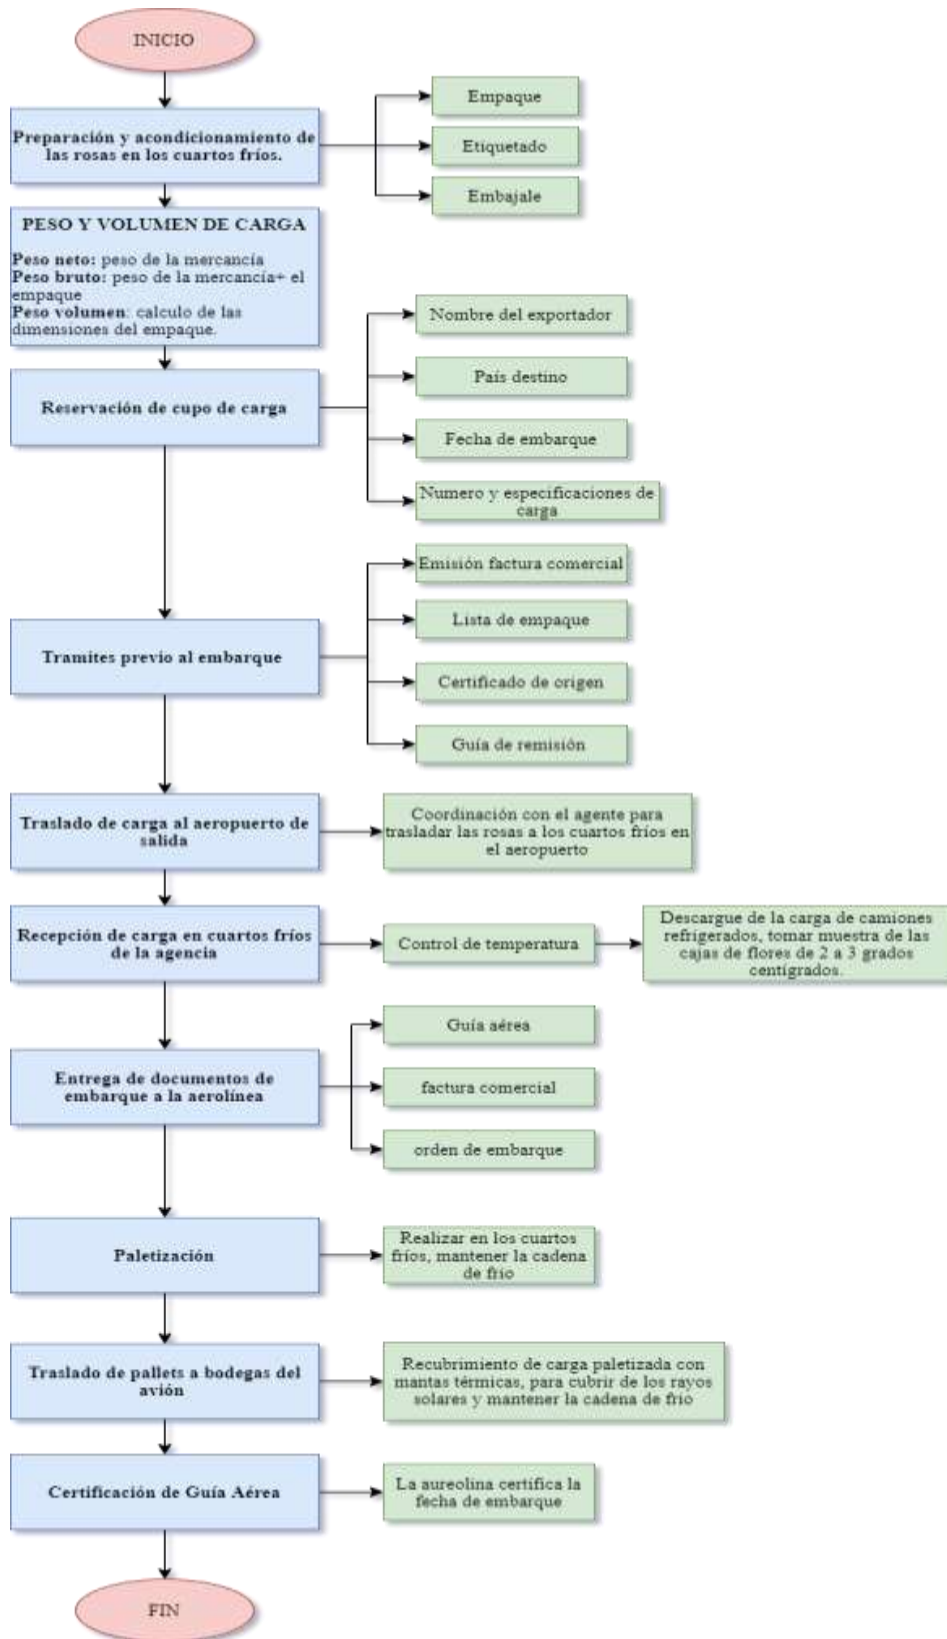 INICIO
Preparación y acondicionamiento de
las rosas en los cuartos fríos.
Empaque
Etiquetado
Embajale
PESO Y VOLUMEN DE CARGA
Peso neto: peso de la mercancía
Peso bruto: peso de la mercancía+ el
empaque
Peso volumen: calculo de las
dimensiones del empaque.
Reservación de cupo de carga
Nombre del exportador
País destino
Fecha de embarque
Numero y especificaciones de
carga
Tramites previo al embarque
Emisión factura comercial
Lista de empaque
Certificado de origen
Guía de remisión
Traslado de carga al aeropuerto de
salida
Coordinación con el agente para
trasladar las rosas a los cuartos fríos en
el aeropuerto
Recepción de carga en cuartos fríos
de la agencia
Control de temperatura
Descargue de la carga de camiones
refrigerados, tomar muestra de las
cajas de flores de 2 a 3 grados
centígrados.
Entrega de documentos de
embarque a la aerolínea
Guía aérea
factura comercial
orden de embarque
Paletización
Realizar en los cuartos
fríos, mantener la cadena
de frio
Traslado de pallets a bodegas del
avión
Recubrimiento de carga paletizada con
mantas térmicas, para cubrir de los rayos
solares y mantener la cadena de frio
Certificación de Guía Aérea
La aureolina certifica la
fecha de embarque
FIN